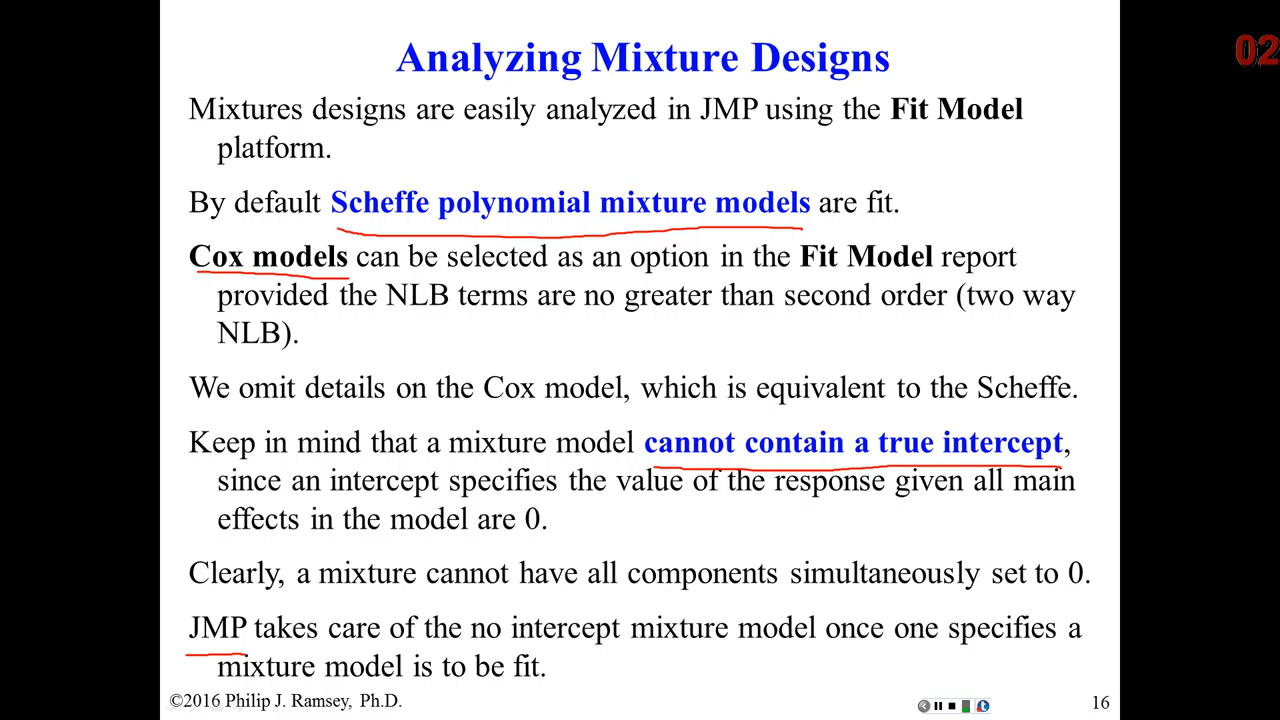 Analyzing Mixture Designs
02
Mixtures designs are easily analyzed in JMP using the Fit Model
platform.
By default Scheffe polynomial mixture models are fit.
Cox models can be selected as an option in the Fit Model report
provided the NLB terms are no greater than second order (two way
NLB).
We omit details on the Cox model, which is equivalent to the Scheffe.
Keep in mind that a mixture model cannot contain a true intercept,
since an intercept specifies the value of the response given all main
effects in the model are 0.
Clearly, a mixture cannot have all components simultaneously set to 0.
JMP takes care of the no intercept mixture model once one specifies a
mixture model is to be fit.
©2016 Philip J. Ramsey, Ph.D.
16